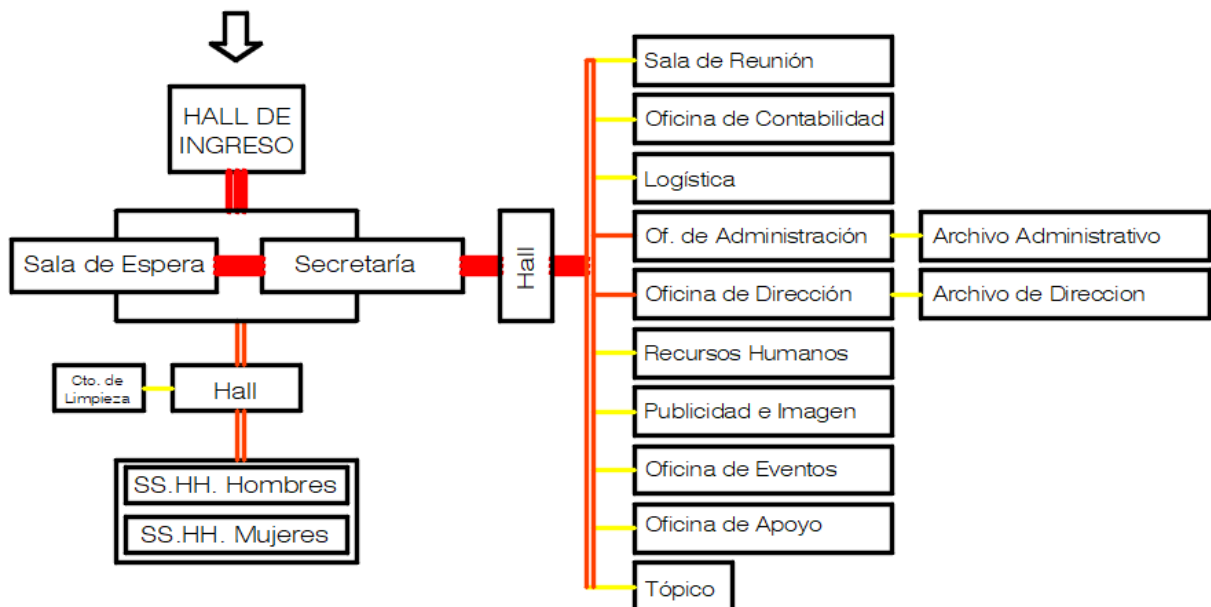 HALL DE
INGRESO
Sala de Espera
Secretaría
Hall
Cto. de
Limpieza
Hall
SS.HH. Hombres
SS.HH. Mujeres
Sala de Reunión
Oficina de Contabilidad
Logística
Of. de Administración
Archivo Administrativo
Oficina de Dirección
Archivo de Direccion
Recursos Humanos
Publicidad e Imagen
Oficina de Eventos
Oficina de Apoyo
Tópico